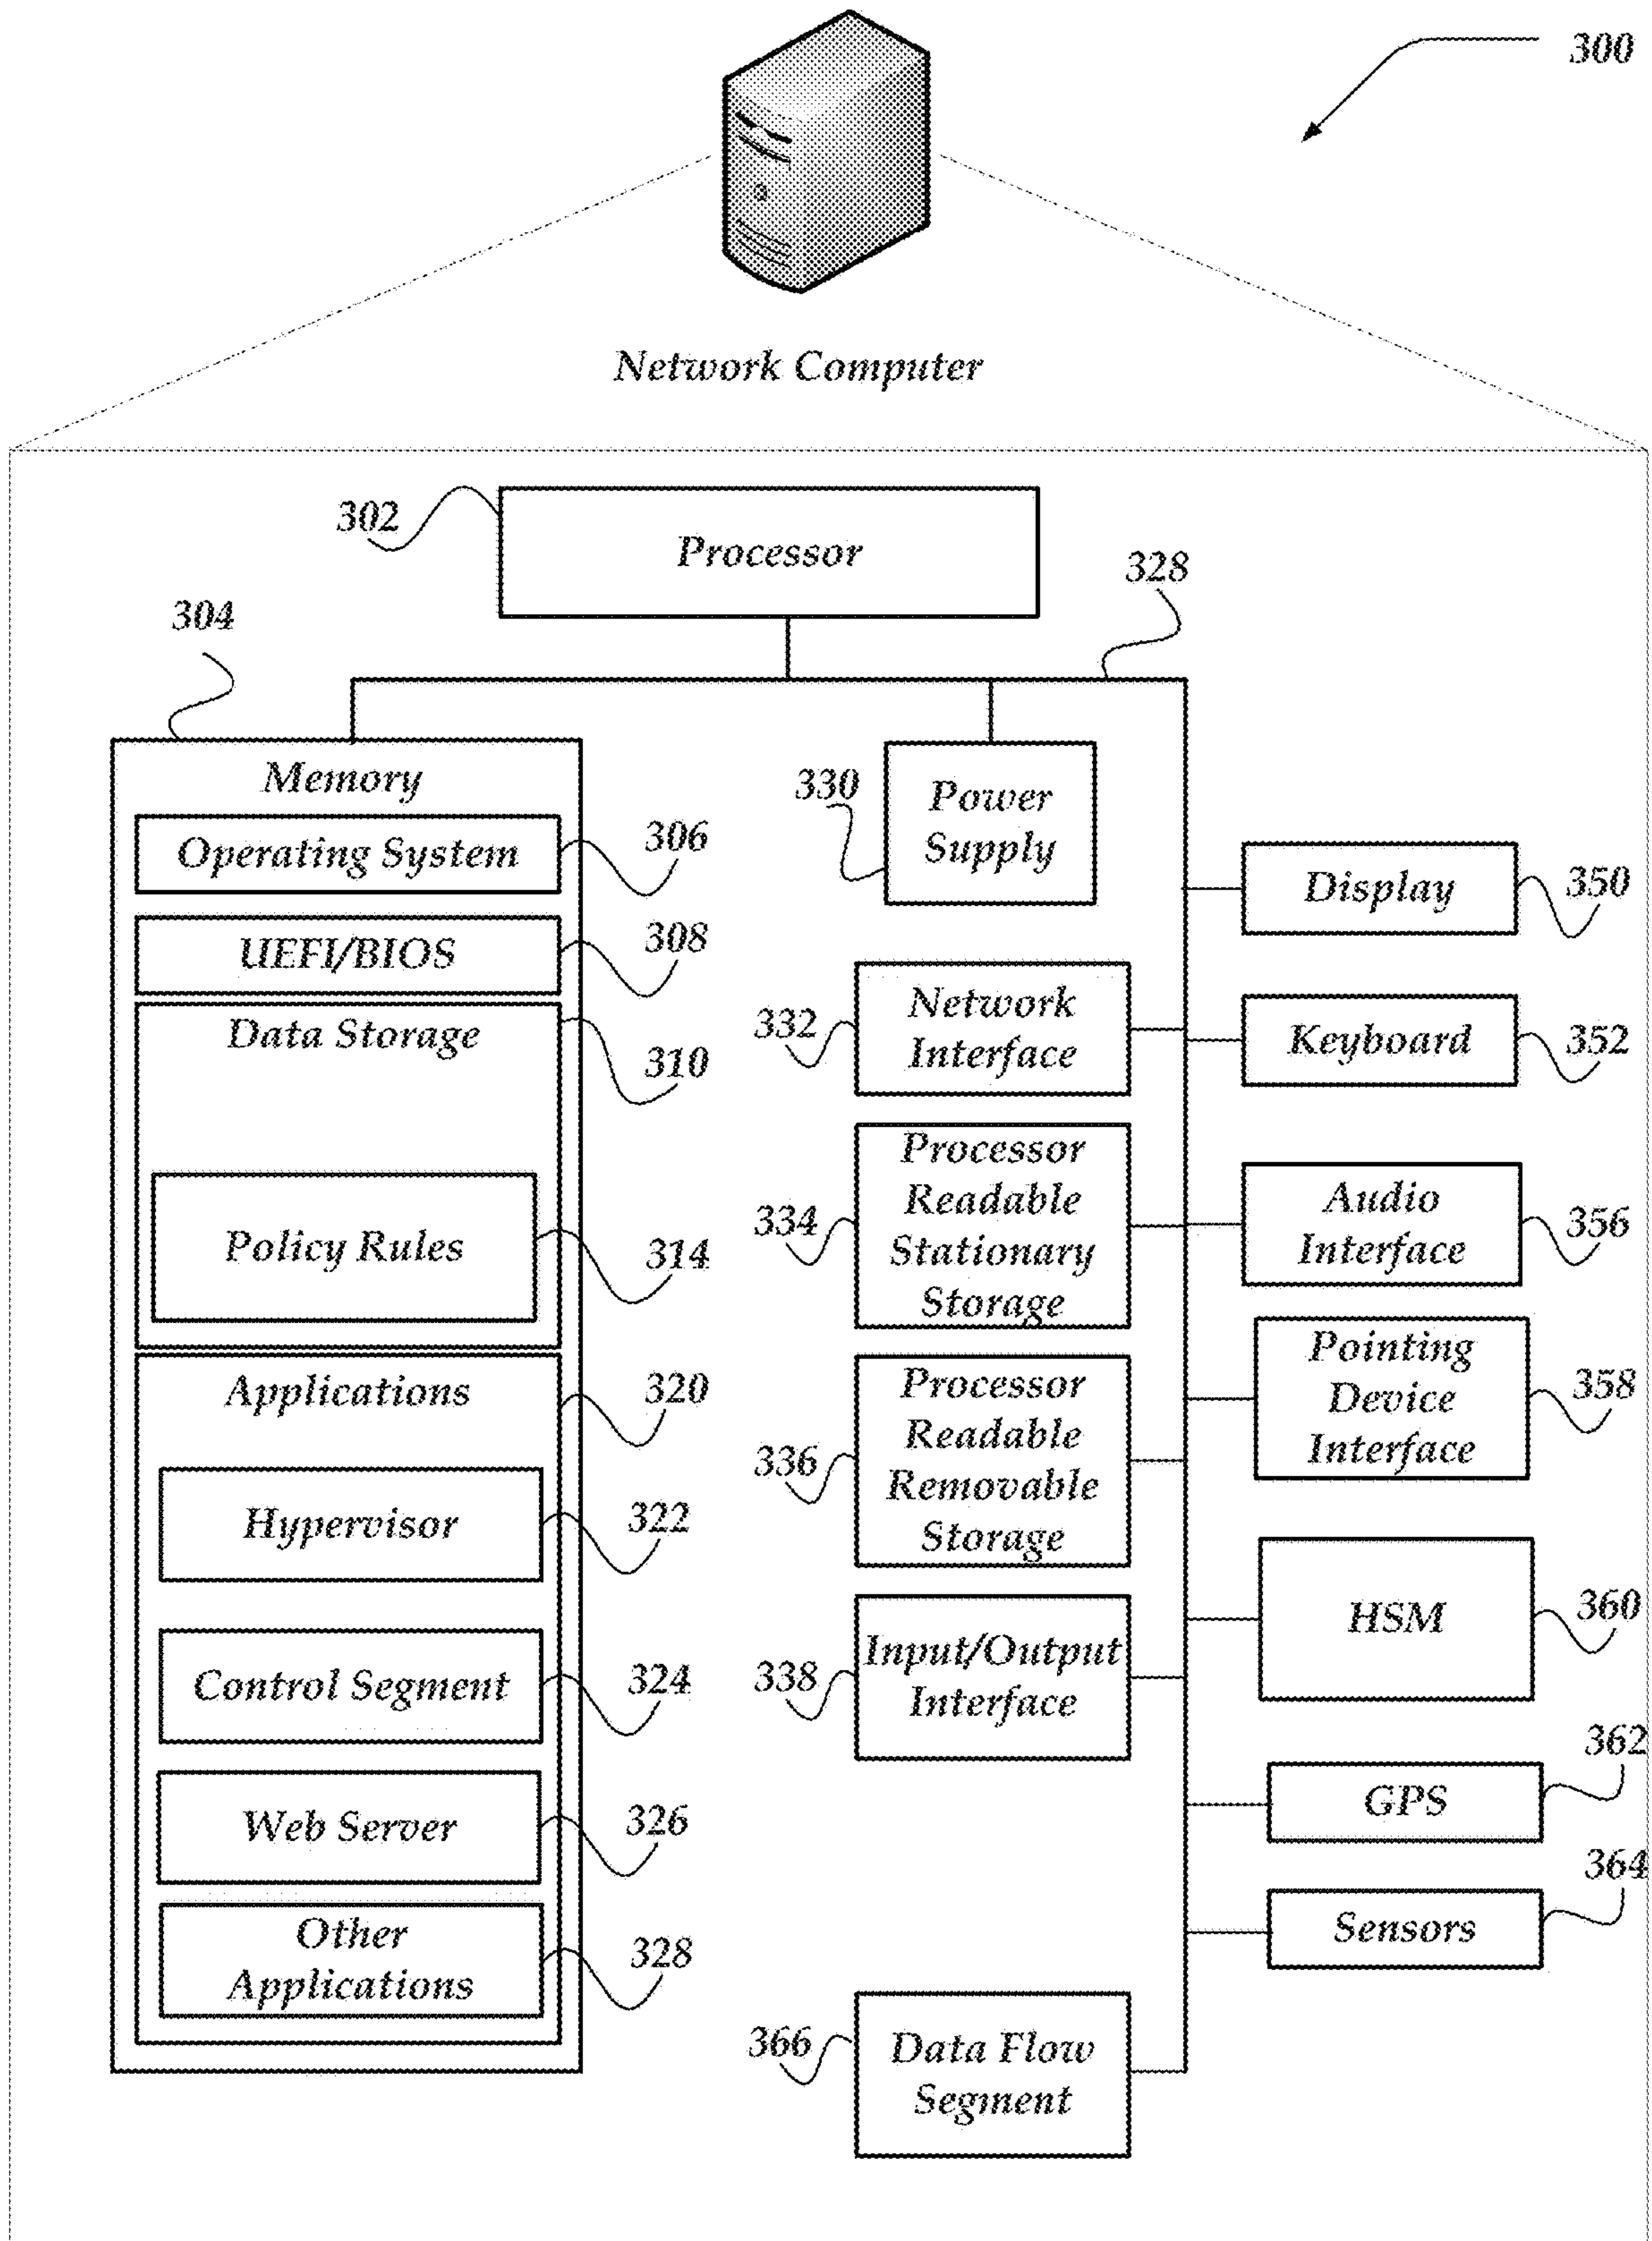 300
Network Computer
302
Processor
328
304
Memory
Operating System
306
UEFI/BIOS
308
Data Storage
310
Policy Rules
314
Applications
320
Hypervisor
322
Control Segment
324
Web Server
326
Other
Applications
328
330
Power
Supply
332
Network
Interface
334
Processor
Readable
Stationary
Storage
336
Processor
Readable
Removable
Storage
338
Input/Output
Interface
366
Data Flow
Segment
Display
350
Keyboard
352
Audio
Interface
356
Pointing
Device
Interface
358
HSM
360
GPS
362
Sensors
364